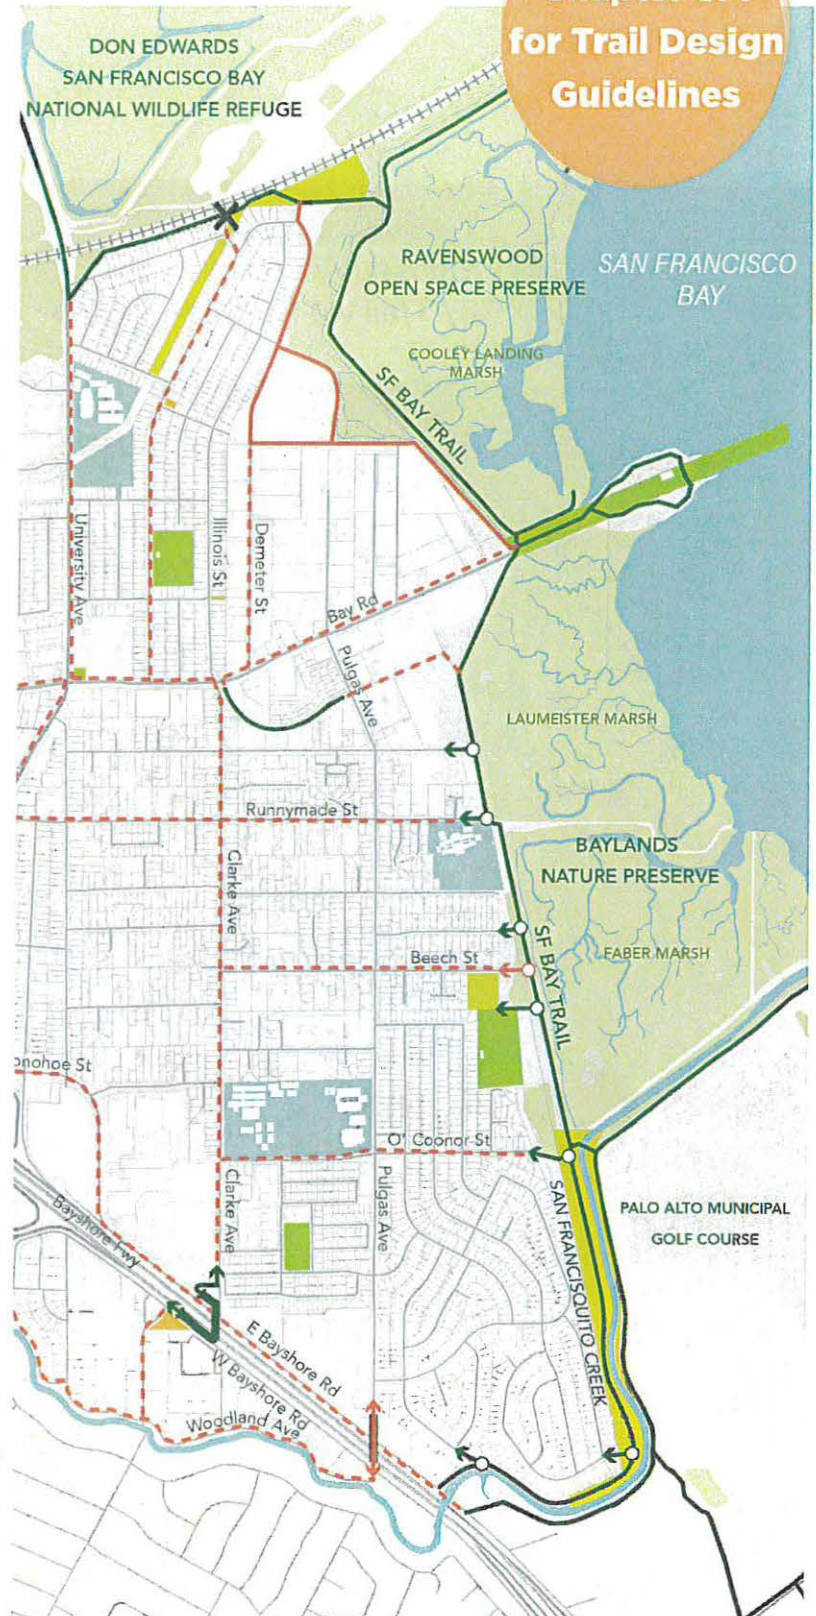 for Trail Design
Guidelines
DON EDWARDS
SAN FRANCISCO BAY
NATIONAL WILDLIFE REFUGE
RAVENSWOOD
OPEN SPACE PRESERVE
SAN FRANCISCO
BAY
COOLEY LANDING
MARSH
SF BAY TRAIL
University Ave
Illinois St
Demeter St
Bay Rd
Pulgas Ave
LAUMEISTER MARSH
Runnymade St
BAYLANDS
NATURE PRESERVE
Clarke Ave
SF BAY TRAIL
Beech St
FABER MARSH
onohoe St
O' Coonor St
Clarke Ave
Pulgas Ave
SAN FRANCISQUITO CREEK
PALO ALTO MUNICIPAL
GOLF COURSE
Bayshore Fwy
E Bayshore Rd
W Bayshore Rd
Woodland Ave